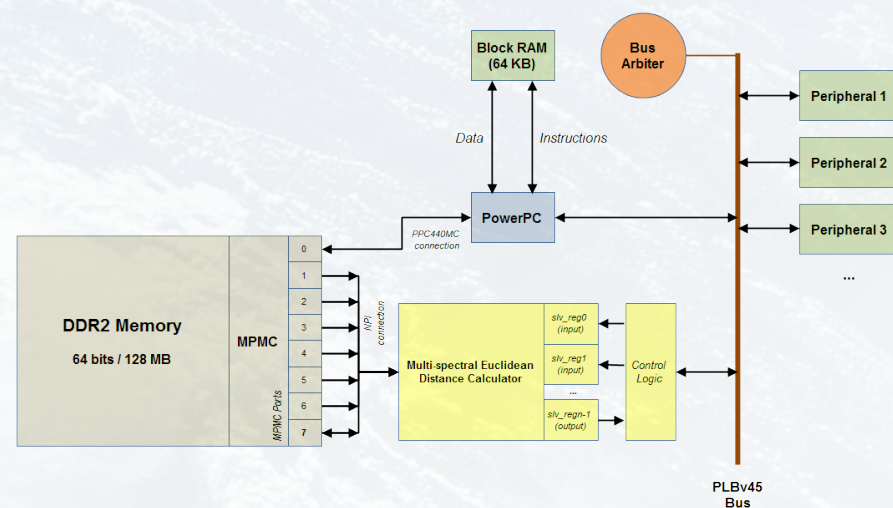 Block RAM
(64 KB)
Bus
Arbiter
Peripheral 1
Data
Instructions
Peripheral 2
PowerPC
Peripheral 3
PPC440MC
connection
...
DDR2 Memory
64 bits / 128 MB
MPMC
0
1
2
3
4
5
6
7
MPMC Ports
NPI
connection
Multi-spectral Euclidean
Distance Calculator
slv_reg0
(input)
slv_reg1
(input)
...
slv_regn-1
(output)
Control
Logic
PLBv45
Bus